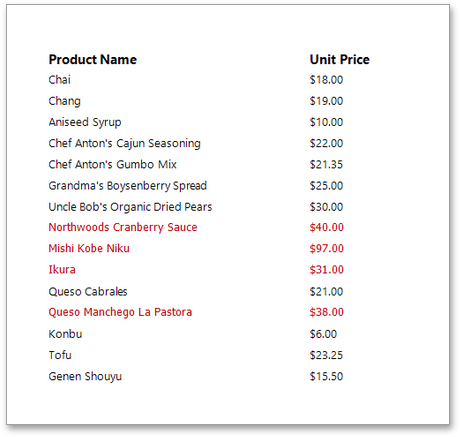 Product Name Unit Price
Chai $18.00
Chang $19.00
Aniseed Syrup $10.00
Chef Anton's Cajun Seasoning $22.00
Chef Anton's Gumbo Mix $21.35
Grandma's Boysenberry Spread $25.00
Uncle Bob's Organic Dried Pears $30.00
Northwoods Cranberry Sauce $40.00
Mishi Kobe Niku $97.00
Ikura $31.00
Queso Cabrales $21.00
Queso Manchego La Pastora $38.00
Konbu $6.00
Tofu $23.25
Genen Shouyu $15.50